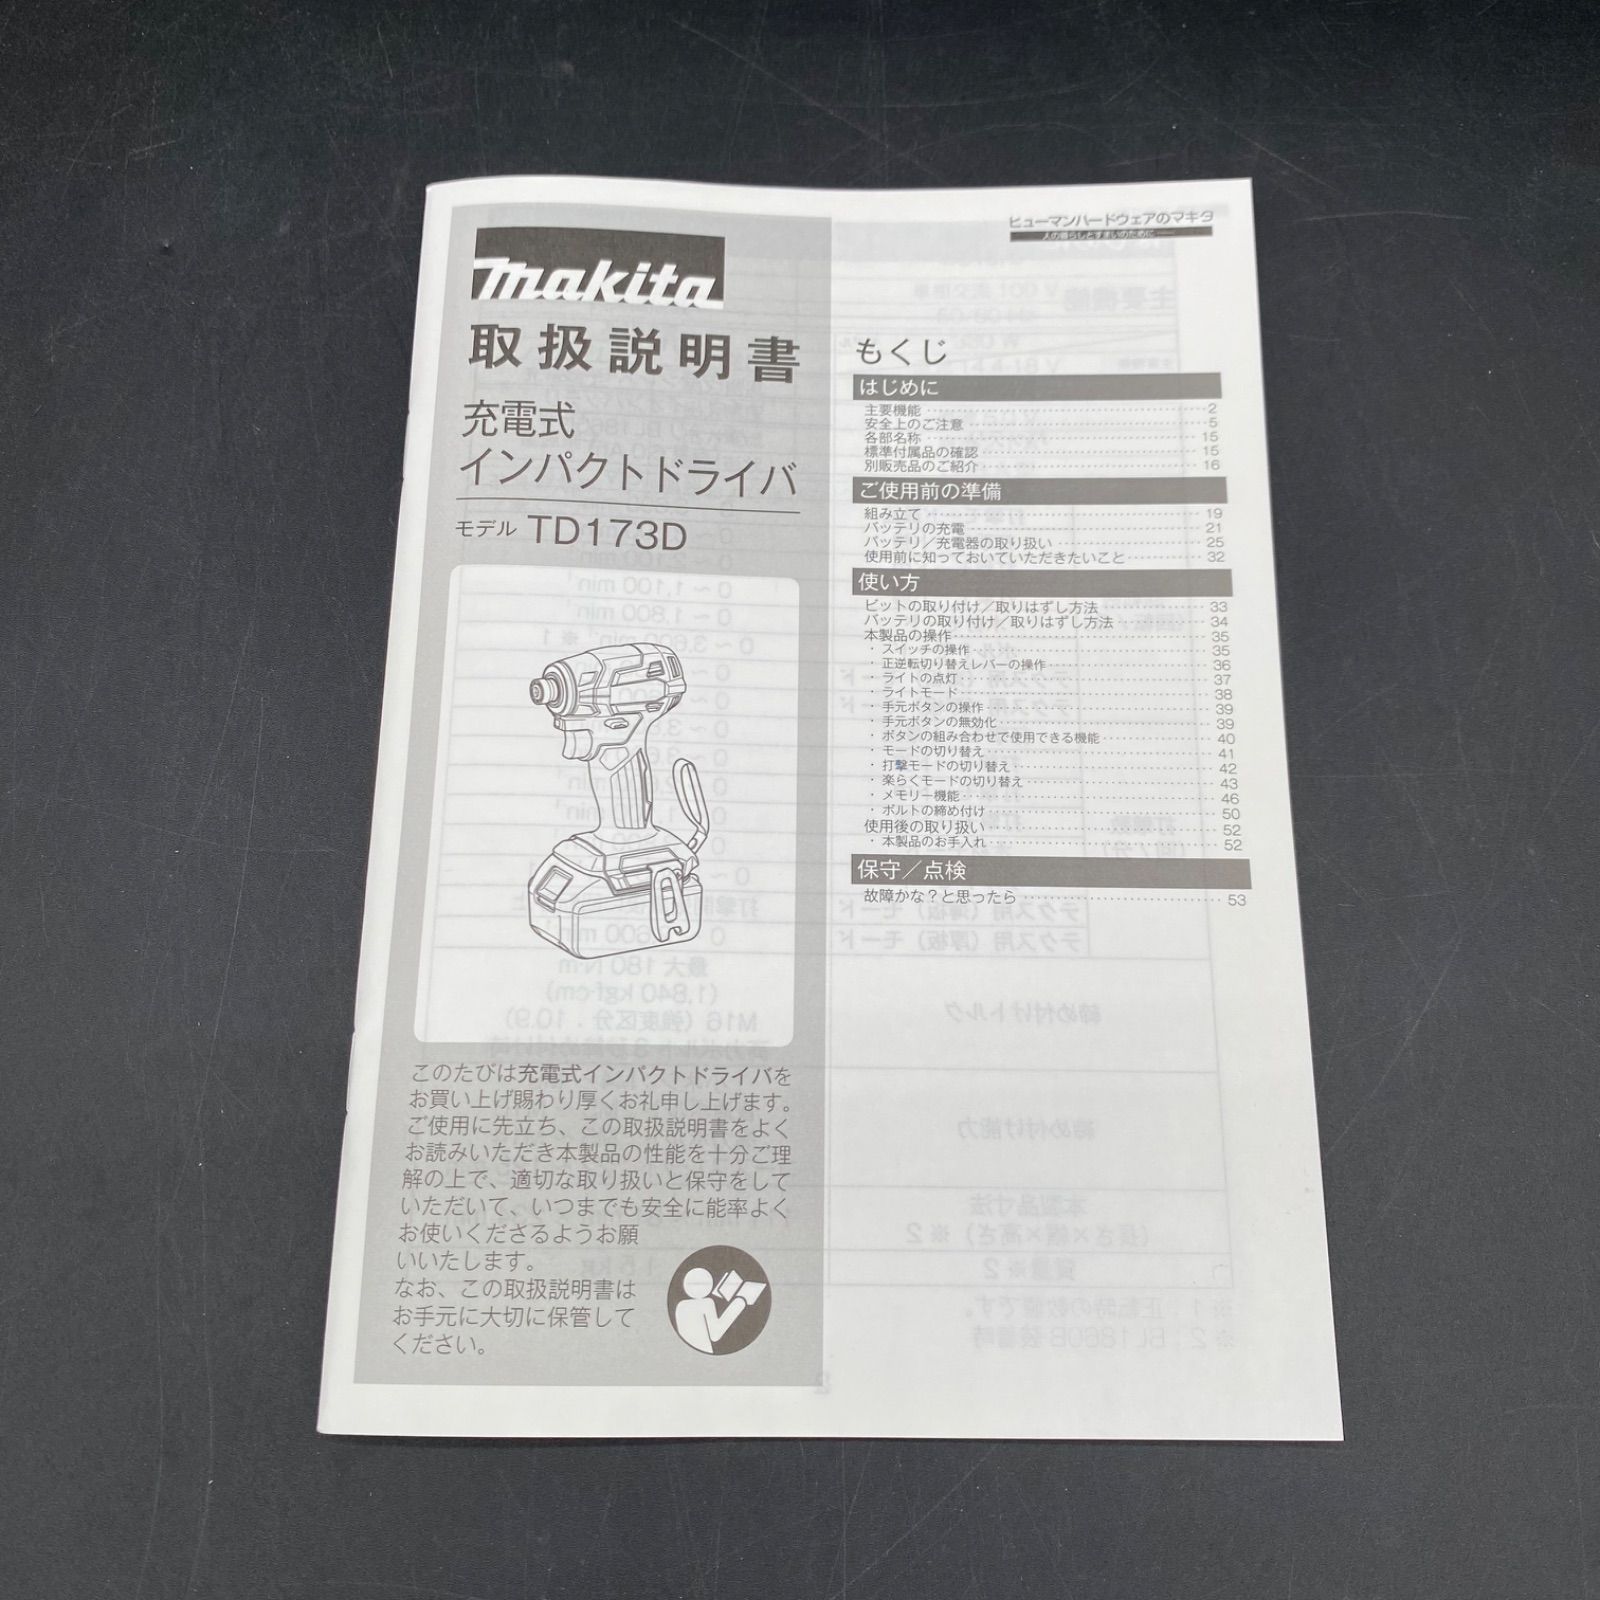 makita
取扱説明書
充電式
インパクトドライバ
モデル TD173D
このたびは充電式インパクトドライバを
お買い上げ賜わり厚くお礼申し上げます。
ご使用に先立ち、この取扱説明書をよく
お読みいただき本製品の性能を十分ご理
解の上で、適切な取り扱いと保守をして
いただいて、いつまでも安全に能率よく
お使いくださるようお願
いいたします。
なお、この取扱説明書は
お手元に大切に保管して
ください。
ヒューマンハードウェアのマキタ
人の暮らしとすまいのために
もくじ
はじめに
主要機能 2
安全上のご注意 5
各部名称 15
標準付属品の確認 15
別販売品のご紹介 16
ご使用前の準備
組み立て 19
バッテリの充電 21
バッテリ／充電器の取り扱い 25
使用前に知っておいていただきたいこと 32
使い方
ビットの取り付け／取りはずし方法 33
バッテリの取り付け／取りはずし方法 34
本製品の操作 35
・ スイッチの操作 35
・ 正逆転切り替えレバーの操作 36
・ ライトの点灯 37
・ ライトモード 38
・ 手元ボタンの操作 39
・ 手元ボタンの無効化 39
・ ボタンの組み合わせで使用できる機能 40
・ モードの切り替え 41
・ 打撃モードの切り替え 42
・ 楽らくモードの切り替え 43
・ メモリー機能 46
・ ボルトの締め付け 50
使用後の取り扱い 52
・ 本製品のお手入れ 52
保守／点検
故障かな？と思ったら 53